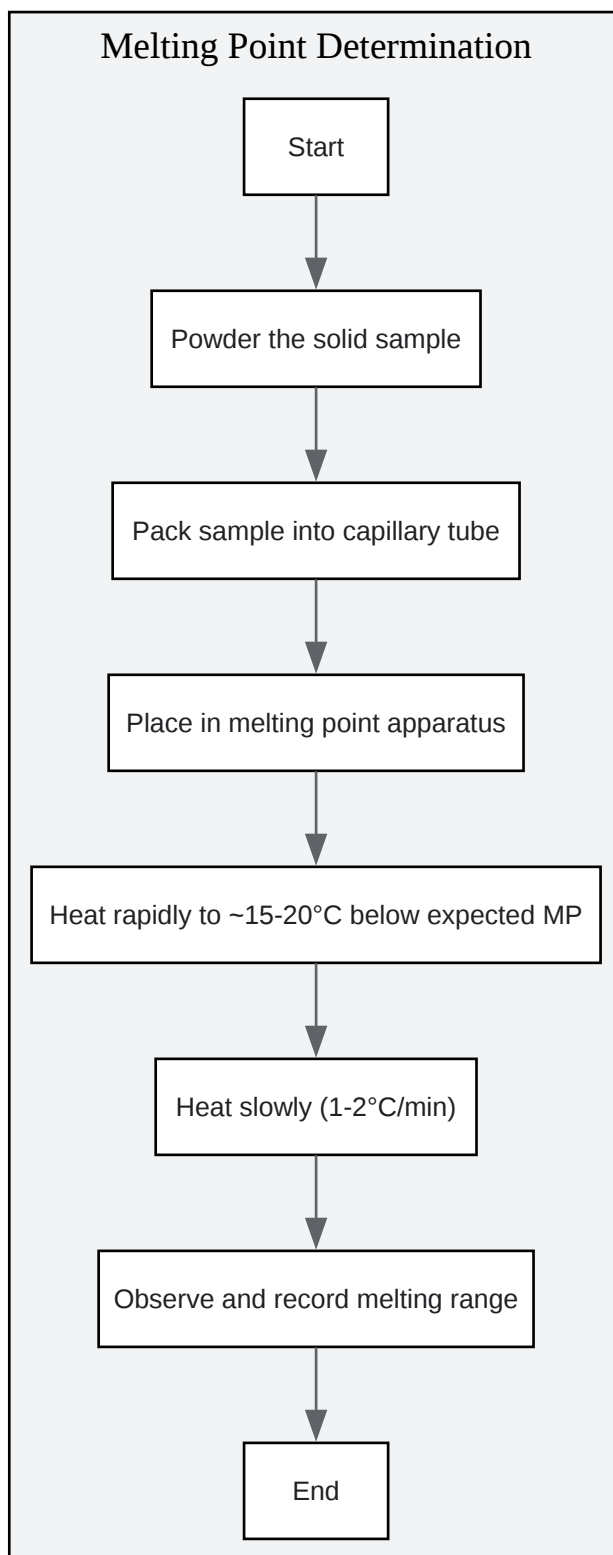 Melting Point Determination
Start
Powder the solid sample
Pack sample into capillary tube
Place in melting point apparatus
Heat rapidly to ~15-20°C below expected MP
Heat slowly (1-2°C/min)
Observe and record melting range
End